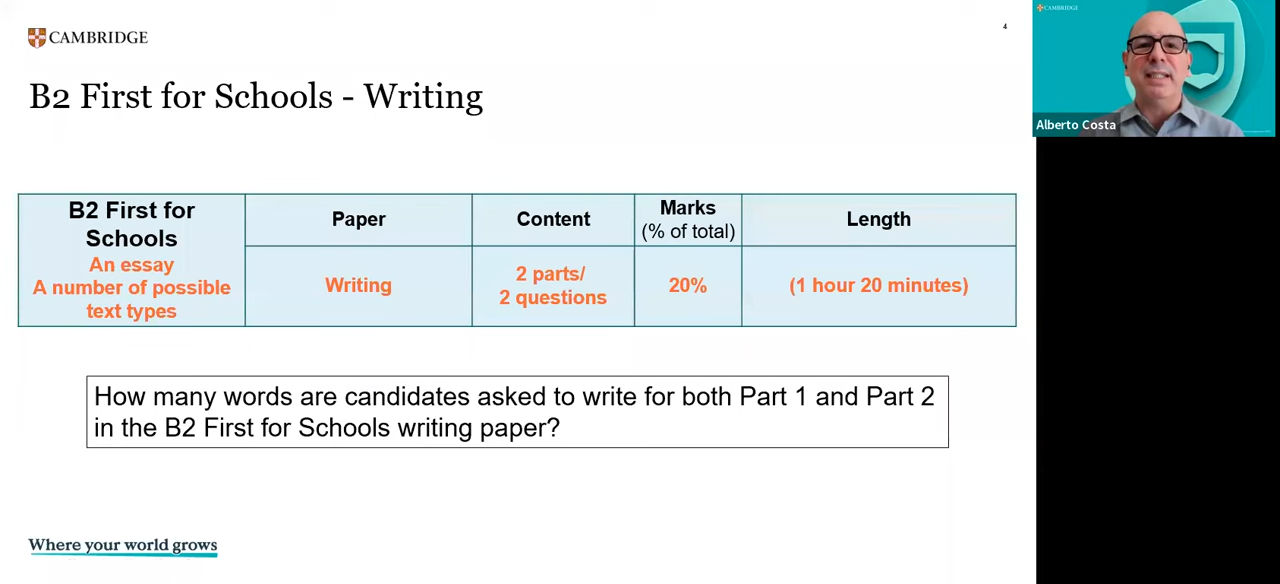 CAMBRIDGE
4
CAMBRIDGE
B2 First for Schools - Writing
Alberto Costa
B2 First for
Schools
An essay
A number of possible
text types
Paper
Content
Marks
(% of total)
Length
Writing
2 parts/
2 questions
20%
(1 hour 20 minutes)
How many words are candidates asked to write for both Part 1 and Part 2
in the B2 First for Schools writing paper?
Where your world grows